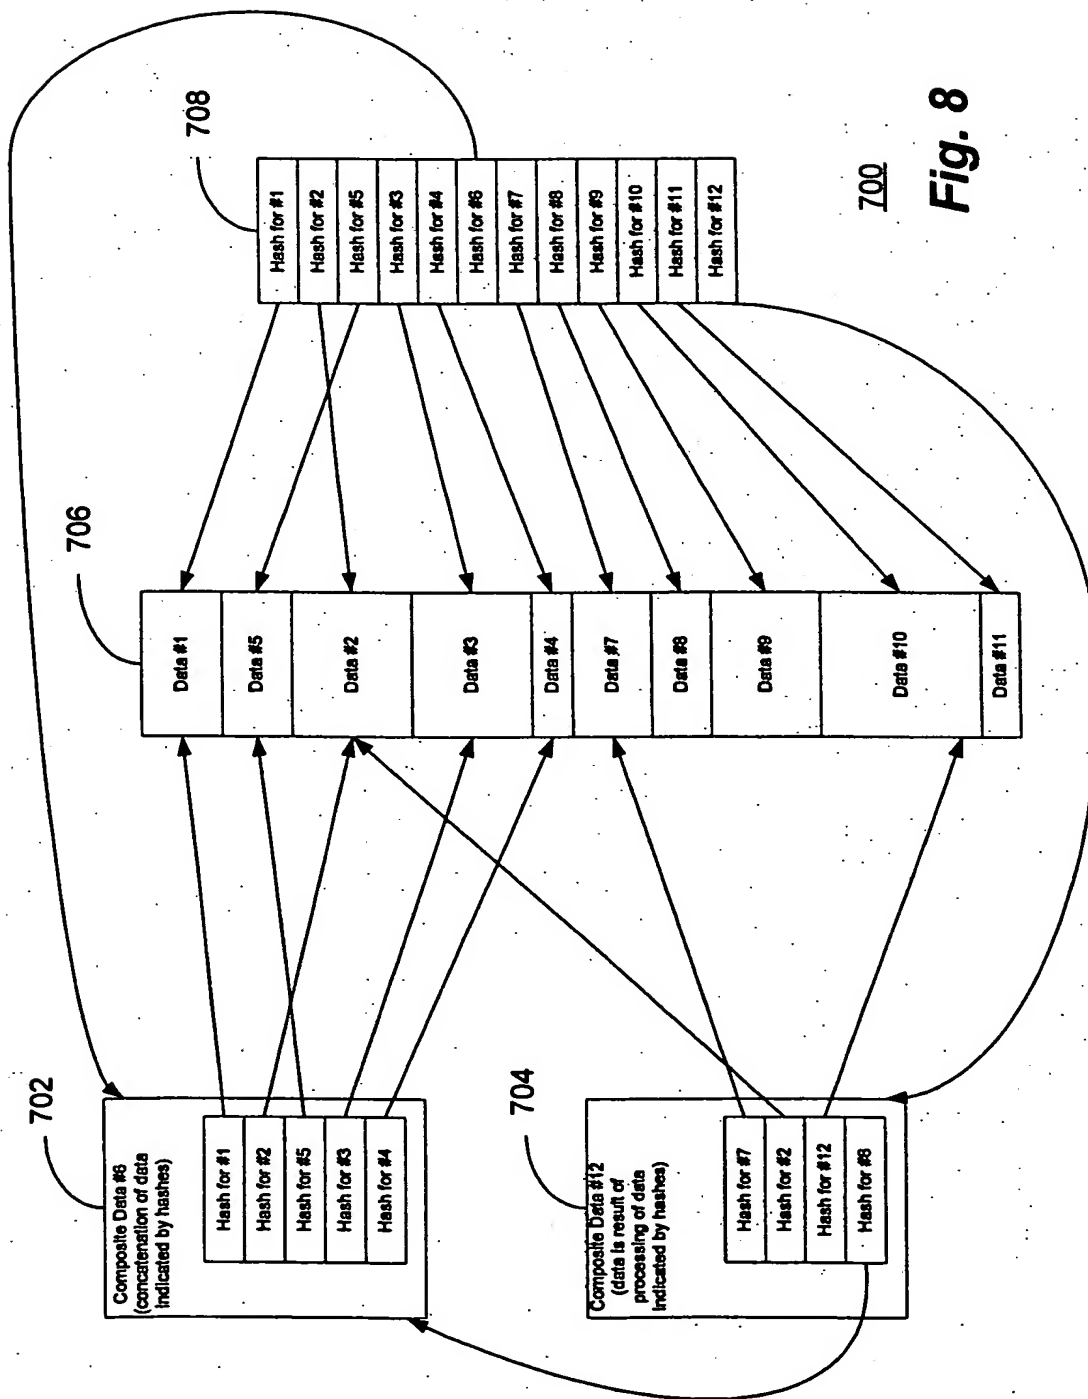 702
Composite Data #6
(concatenation of data
indicated by hashes)
Hash for #1
Hash for #2
Hash for #5
Hash for #3
Hash for #4
704
Composite Data #12
(data is result of
processing of data
indicated by hashes)
Hash for #7
Hash for #2
Hash for #12
Hash for #6
706
Data #1
Data #5
Data #2
Data #3
Data #4
Data #7
Data #8
Data #9
Data #10
Data #11
708
Hash for #1
Hash for #2
Hash for #5
Hash for #3
Hash for #4
Hash for #6
Hash for #7
Hash for #8
Hash for #9
Hash for #10
Hash for #11
Hash for #12
700
Fig. 8